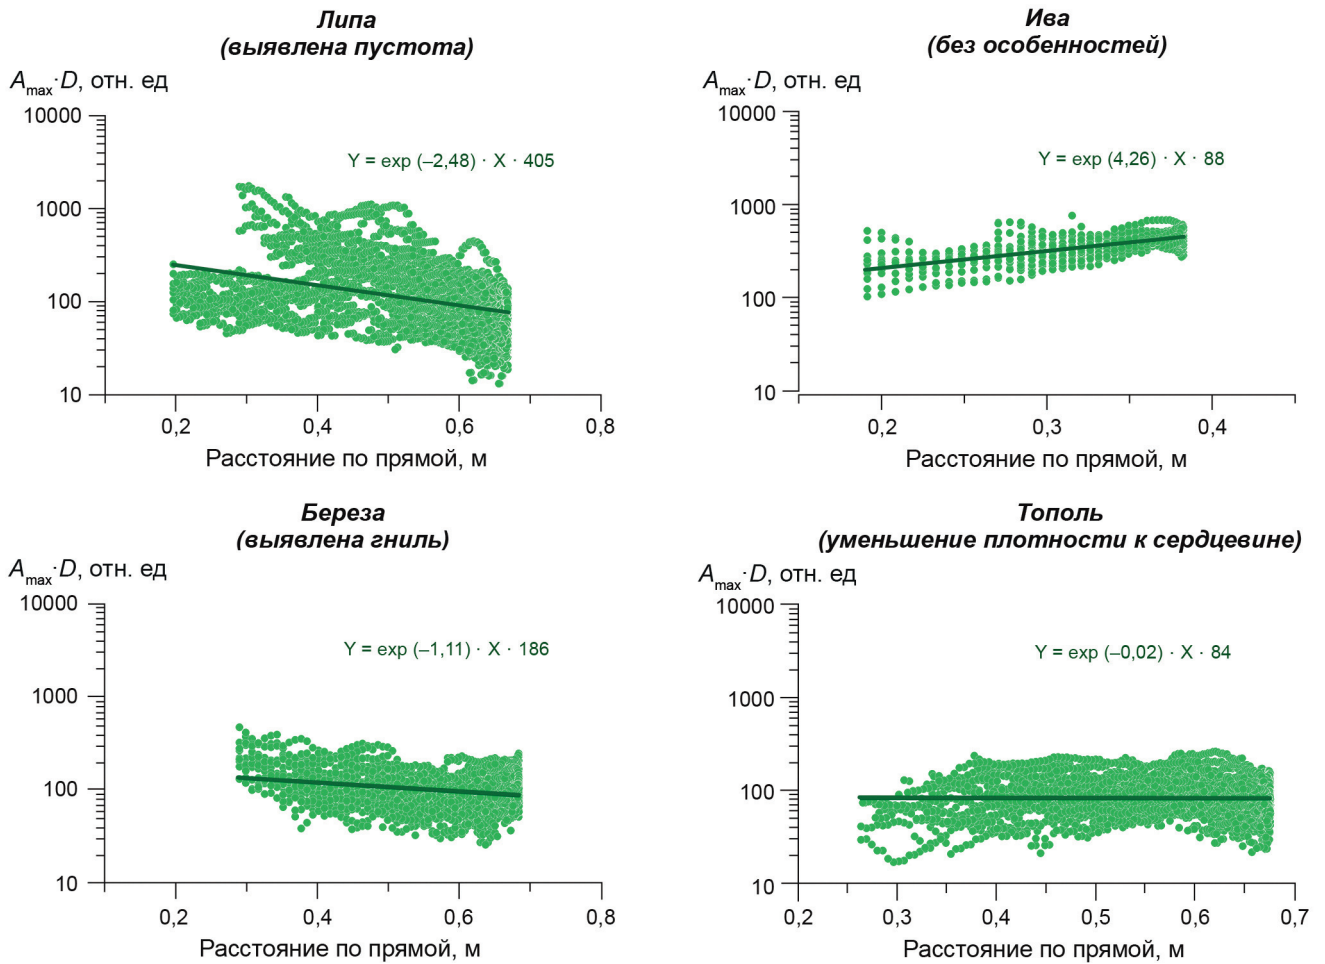 Липа
(выявлена пустота)
Amax·D, отн. ед
10000
1000
100
10
Y = exp (–2,48) · X · 405
0,2
0,4
0,6
0,8
Расстояние по прямой, м
Ива
(без особенностей)
Amax·D, отн. ед
10000
1000
100
10
Y = exp (4,26) · X · 88
0,2
0,3
0,4
Расстояние по прямой, м
Береза
(выявлена гниль)
Amax·D, отн. ед
10000
1000
100
10
Y = exp (–1,11) · X · 186
0,2
0,4
0,6
0,8
Расстояние по прямой, м
Тополь
(уменьшение плотности к сердцевине)
Amax·D, отн. ед
10000
1000
100
10
Y = exp (–0,02) · X · 84
0,2
0,3
0,4
0,5
0,6
0,7
Расстояние по прямой, м